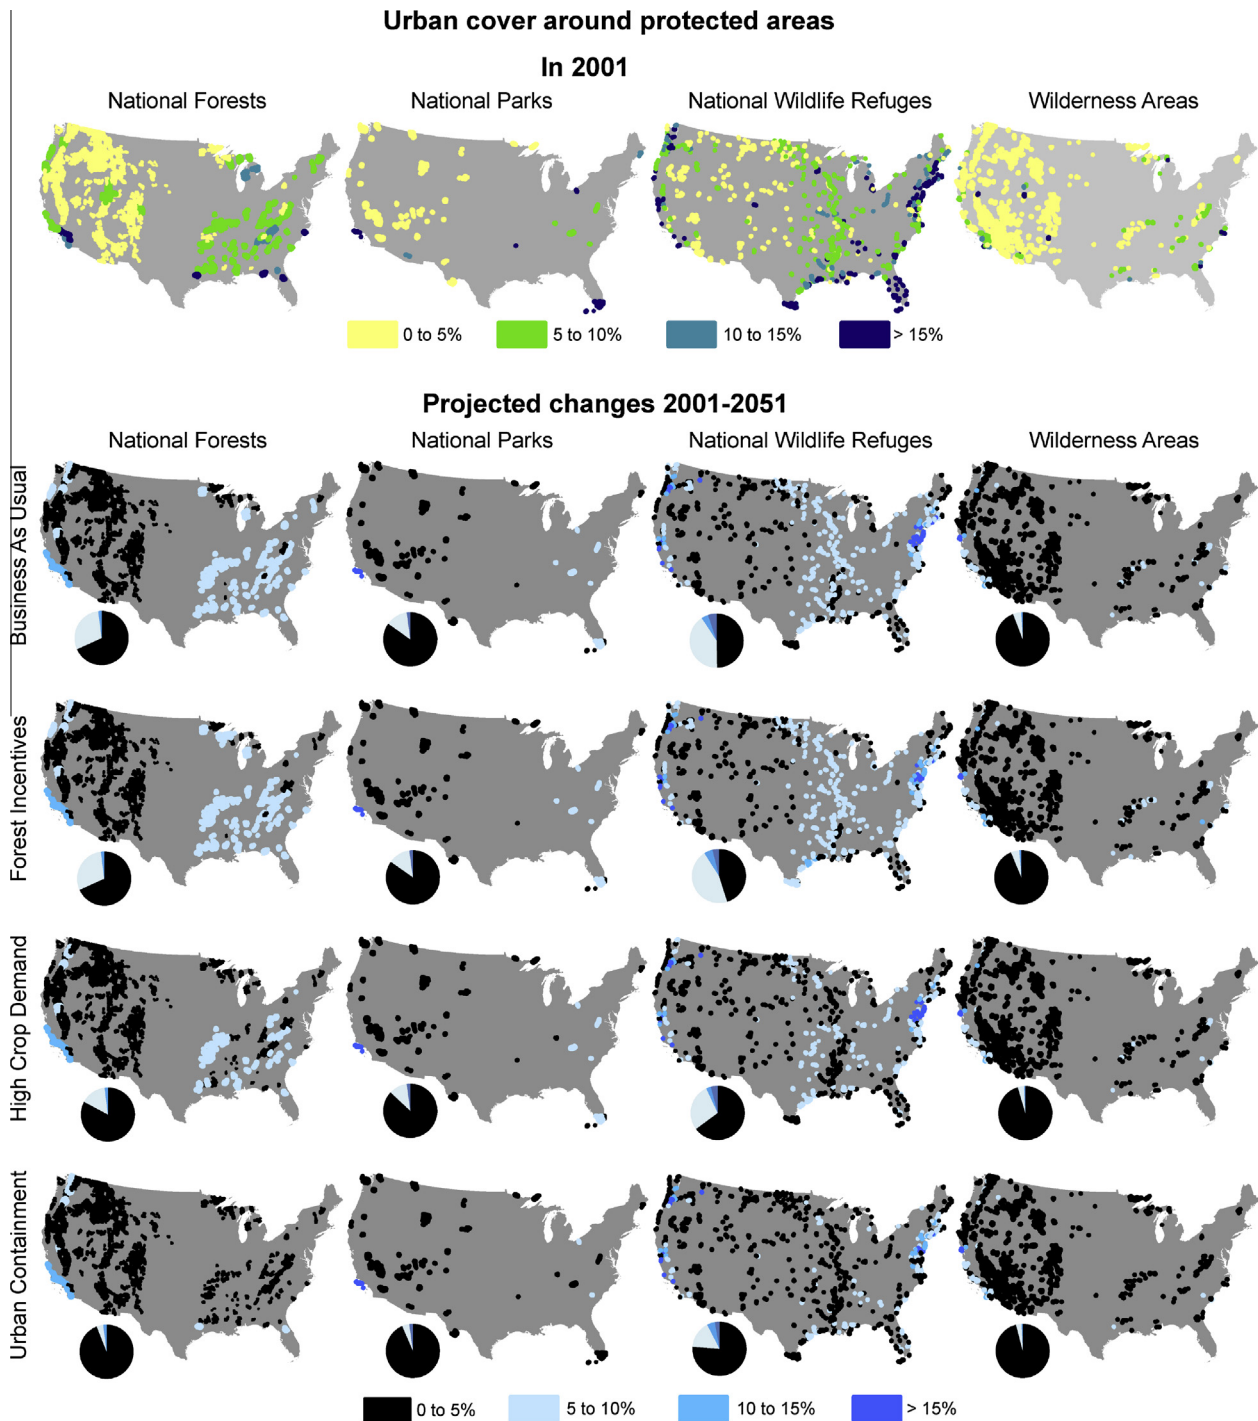 Urban cover around protected areas
In 2001
National Forests
National Parks
National Wildlife Refuges
Wilderness Areas
0 to 5%
5 to 10%
10 to 15%
> 15%
Projected changes 2001-2051
National Forests
National Parks
National Wildlife Refuges
Wilderness Areas
Business As Usual
Forest Incentives
High Crop Demand
Urban Containment
0 to 5%
5 to 10%
10 to 15%
> 15%